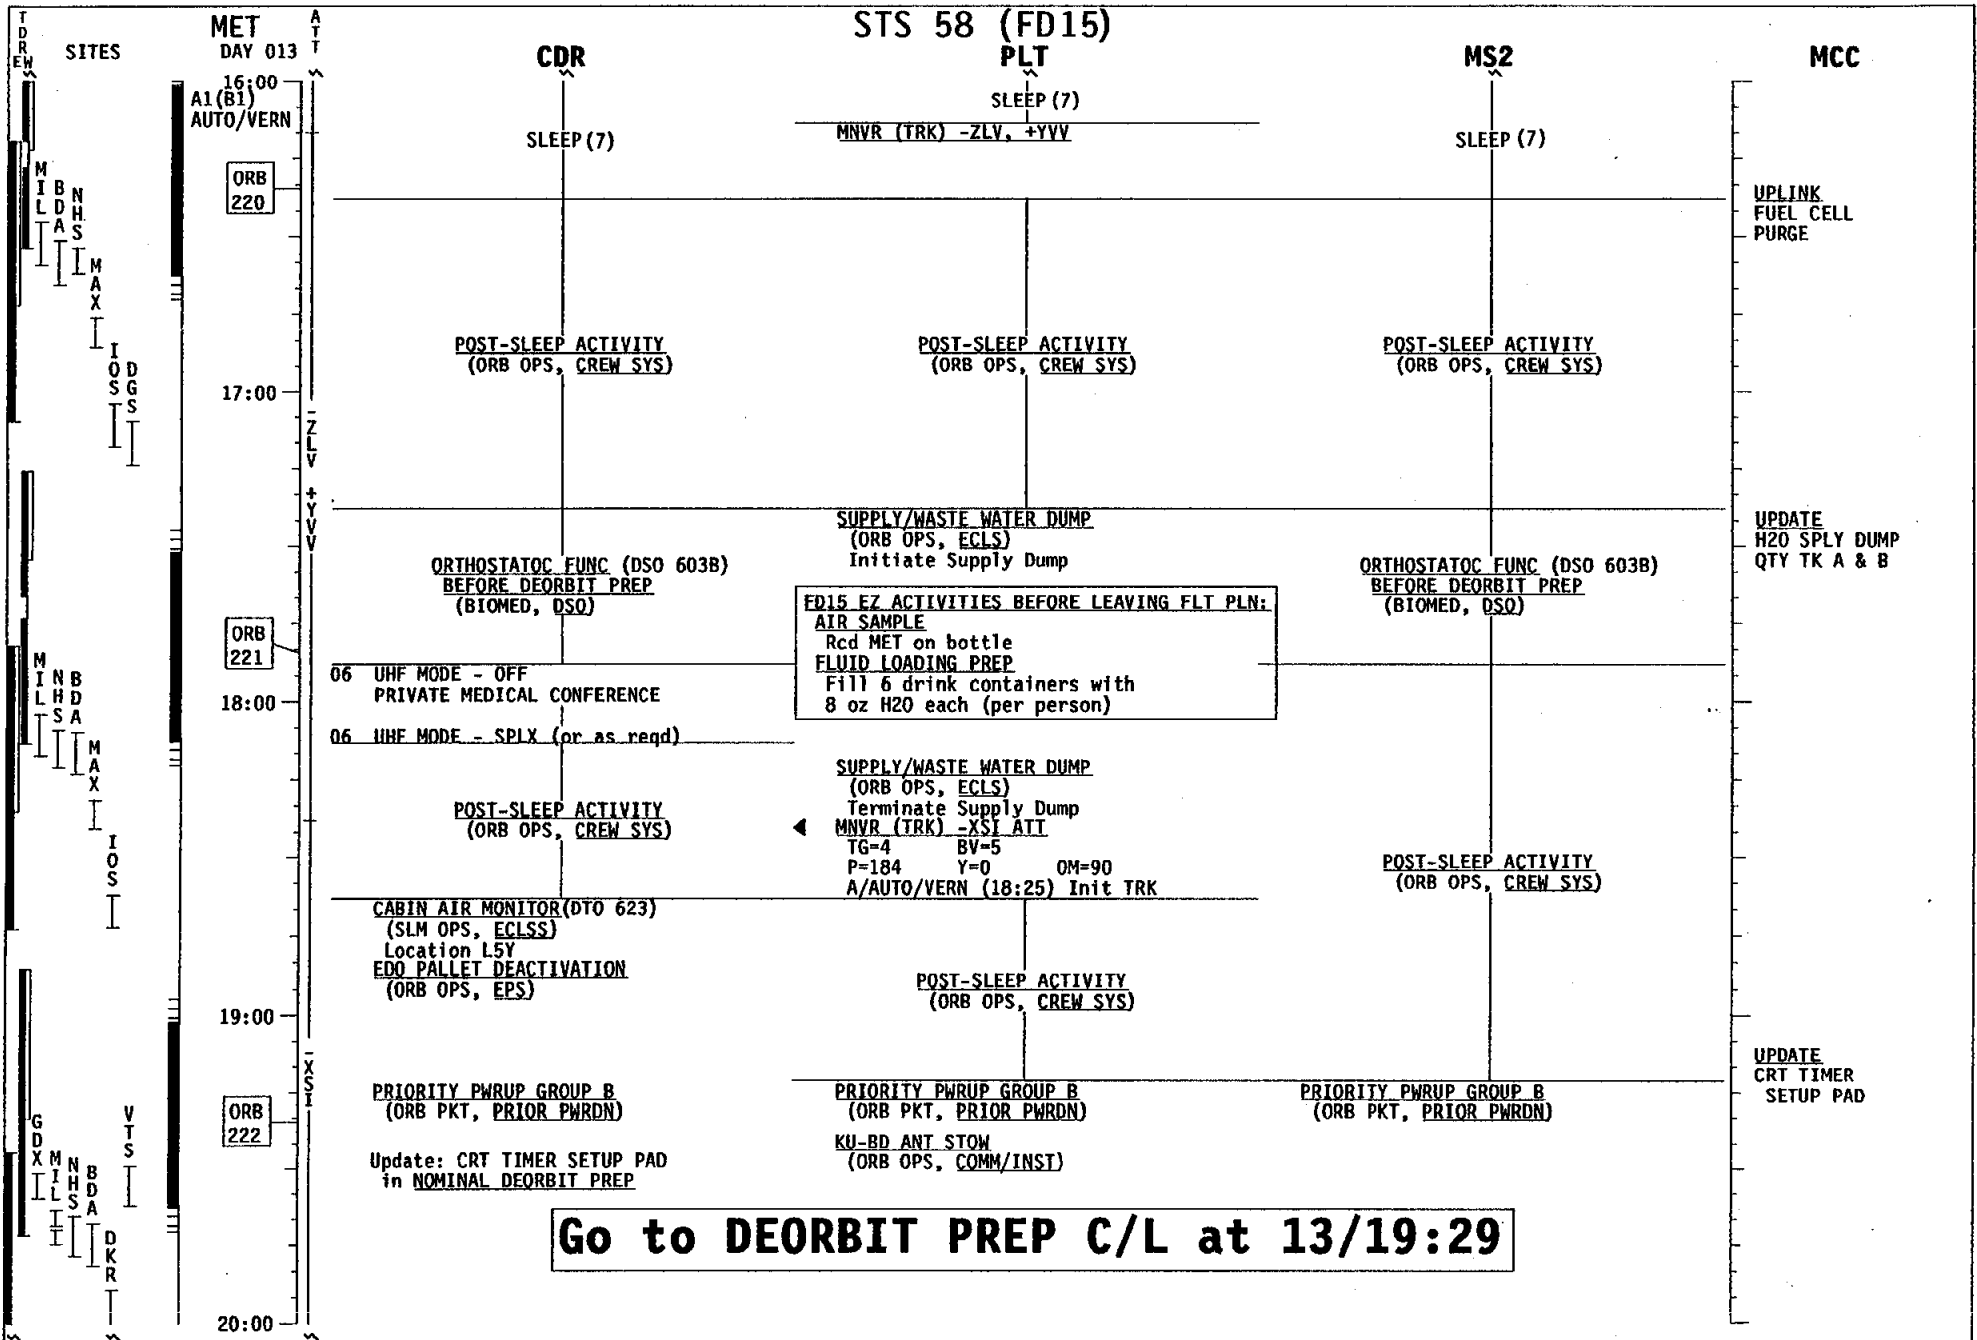 STS 58 (FD15)
TDRE W
SITES
MET
DAY 013
ATT
CDR
PLT
MS2
MCC
16:00
A1(B1)
AUTO/VERN
ORB
220
MIL
BDA
NHS
MAX
IOS
DGS
17:00
-ZLV +YVV
ORB
221
MIL
NHS
BDA
MAX
IOS
18:00
19:00
-XSI
ORB
222
GDX
MIL
NHS
BDA
DKR
VTS
20:00
SLEEP(7)
POST-SLEEP ACTIVITY
(ORB OPS, CREW SYS)
ORTHOSTATOC FUNC (DSO 603B)
BEFORE DEORBIT PREP
(BIOMED, DSO)
06 UHF MODE - OFF
PRIVATE MEDICAL CONFERENCE
06 UHF MODE - SPLX (or as reqd)
POST-SLEEP ACTIVITY
(ORB OPS, CREW SYS)
CABIN AIR MONITOR(DTO 623)
(SLM OPS, ECLSS)
Location L5Y
EDO PALLET DEACTIVATION
(ORB OPS, EPS)
PRIORITY PWRUP GROUP B
(ORB PKT, PRIOR PWRDN)
Update: CRT TIMER SETUP PAD
in NOMINAL DEORBIT PREP
SLEEP(7)
MNVR (TRK) -ZLV, +YVV
POST-SLEEP ACTIVITY
(ORB OPS, CREW SYS)
SUPPLY/WASTE WATER DUMP
(ORB OPS, ECLS)
Initiate Supply Dump
FD15 EZ ACTIVITIES BEFORE LEAVING FLT PLN:
AIR SAMPLE
Rcd MET on bottle
FLUID LOADING PREP
Fill 6 drink containers with
8 oz H2O each (per person)
SUPPLY/WASTE WATER DUMP
(ORB OPS, ECLS)
Terminate Supply Dump
MNVR (TRK) -XSI ATT
TG=4 BV=5
P=184 Y=0 OM=90
A/AUTO/VERN (18:25) Init TRK
POST-SLEEP ACTIVITY
(ORB OPS, CREW SYS)
PRIORITY PWRUP GROUP B
(ORB PKT, PRIOR PWRDN)
KU-BD ANT STOW
(ORB OPS, COMM/INST)
SLEEP(7)
POST-SLEEP ACTIVITY
(ORB OPS, CREW SYS)
ORTHOSTATOC FUNC (DSO 603B)
BEFORE DEORBIT PREP
(BIOMED, DSO)
POST-SLEEP ACTIVITY
(ORB OPS, CREW SYS)
PRIORITY PWRUP GROUP B
(ORB PKT, PRIOR PWRDN)
UPLINK
FUEL CELL
PURGE
UPDATE
H2O SPLY DUMP
QTY TK A & B
UPDATE
CRT TIMER
SETUP PAD
Go to DEORBIT PREP C/L at 13/19:29